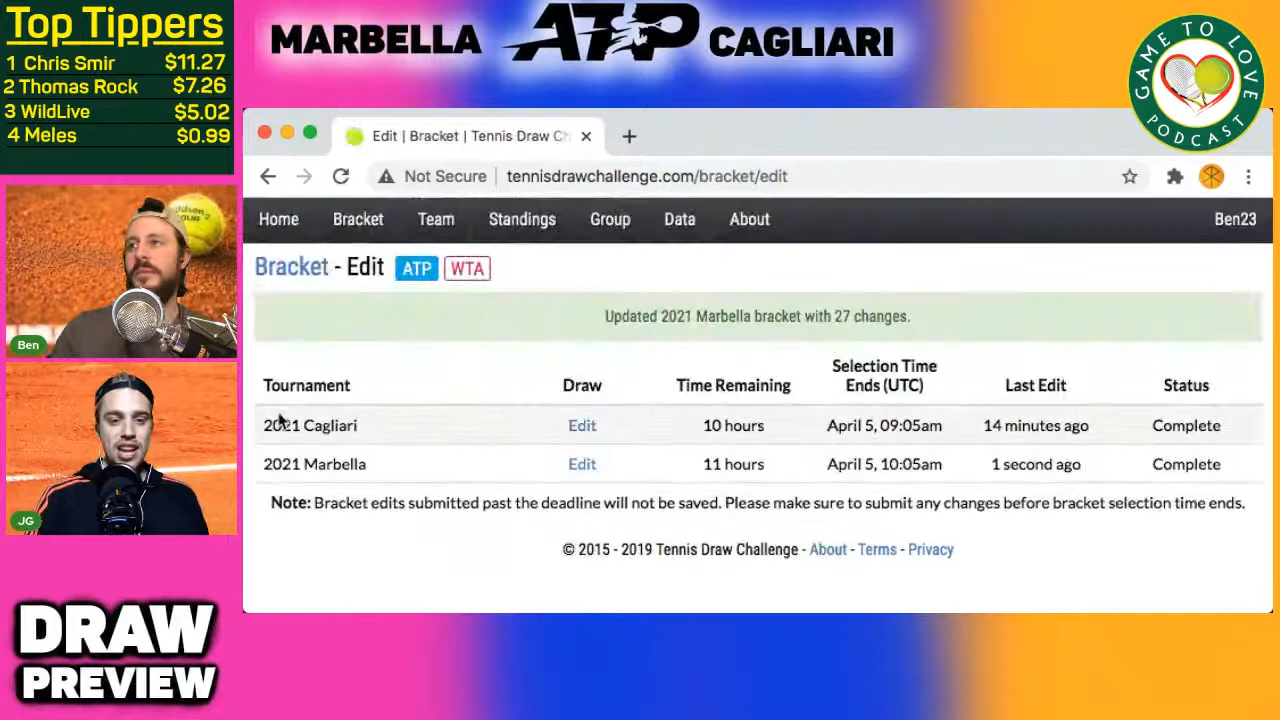 Top Tippers
1 Chris Smir $11.27
2 Thomas Rock $7.26
3 WildLive $5.02
4 Meles $0.99
MARBELLA ATP CAGLIARI
GAME TO LOVE PODCAST
Edit | Bracket | Tennis Draw Ch
Not Secure tennisdrawchallenge.com/bracket/edit
Home Bracket Team Standings Group Data About Ben23
Bracket - Edit ATP WTA
Updated 2021 Marbella bracket with 27 changes.
Tournament Draw Time Remaining Selection Time Ends (UTC) Last Edit Status
2021 Cagliari Edit 10 hours April 5, 09:05am 14 minutes ago Complete
2021 Marbella Edit 11 hours April 5, 10:05am 1 second ago Complete
Note: Bracket edits submitted past the deadline will not be saved. Please make sure to submit any changes before bracket selection time ends.
© 2015 - 2019 Tennis Draw Challenge - About - Terms - Privacy
Wilson
Ben
JG
DRAW
PREVIEW